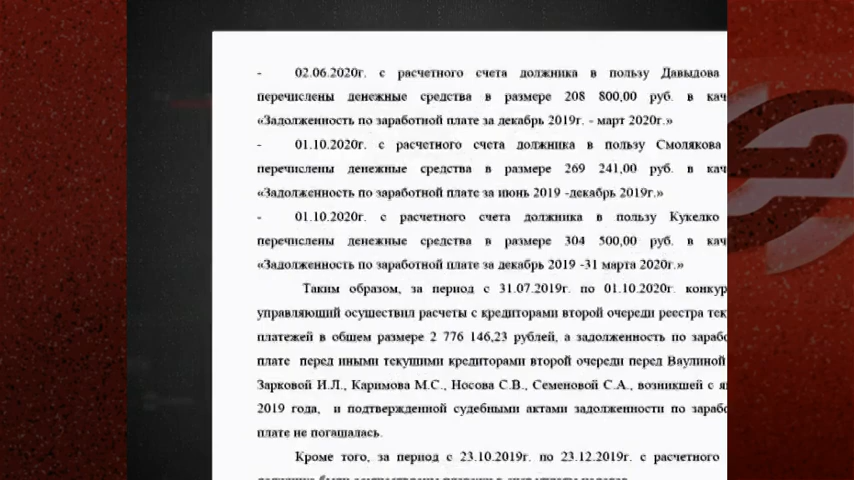 - 02.06.2020г. с расчетного счета должника в пользу Давыдова
перечислены денежные средства в размере 208 800,00 руб. в кач
«Задолженность по заработной плате за декабрь 2019г. - март 2020г.»
- 01.10.2020г. с расчетного счета должника в пользу Смолякова
перечислены денежные средства в размере 269 241,00 руб. в кач
«Задолженность по заработной плате за июнь 2019 -декабрь 2019г.»
- 01.10.2020г. с расчетного счета должника в пользу Кукелко
перечислены денежные средства в размере 304 500,00 руб. в кач
«Задолженность по заработной плате за декабрь 2019 -31 марта 2020г.»
Таким образом, за период с 31.07.2019г. по 01.10.2020г. конкур
управляющий осуществил расчеты с кредиторами второй очереди реестра тек
платежей в общем размере 2 776 146,23 рублей, а задолженность по зарабо
плате перед иными текущими кредиторами второй очереди перед Ваулиной
Зарковой И.Л., Каримова М.С., Носова С.В., Семеновой С.А., возникшей с я
2019 года, и подтвержденной судебными актами задолженности по зарабо
плате не погашалась.
Кроме того, за период с 23.10.2019г. по 23.12.2019г. с расчетного